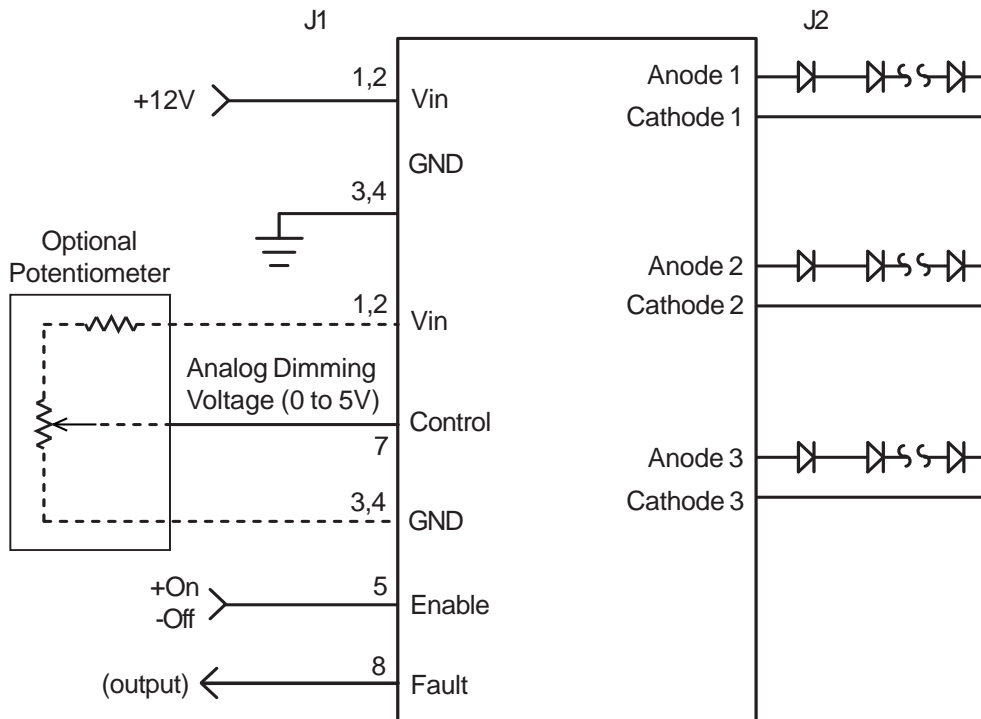 J1
J2
+12V
1,2
Vin
GND
3,4
Optional
Potentiometer
1,2
Vin
Analog Dimming
Voltage (0 to 5V)
Control
7
3,4
GND
+On
-Off
5
Enable
(output)
8
Fault
Anode 1
Cathode 1
Anode 2
Cathode 2
Anode 3
Cathode 3